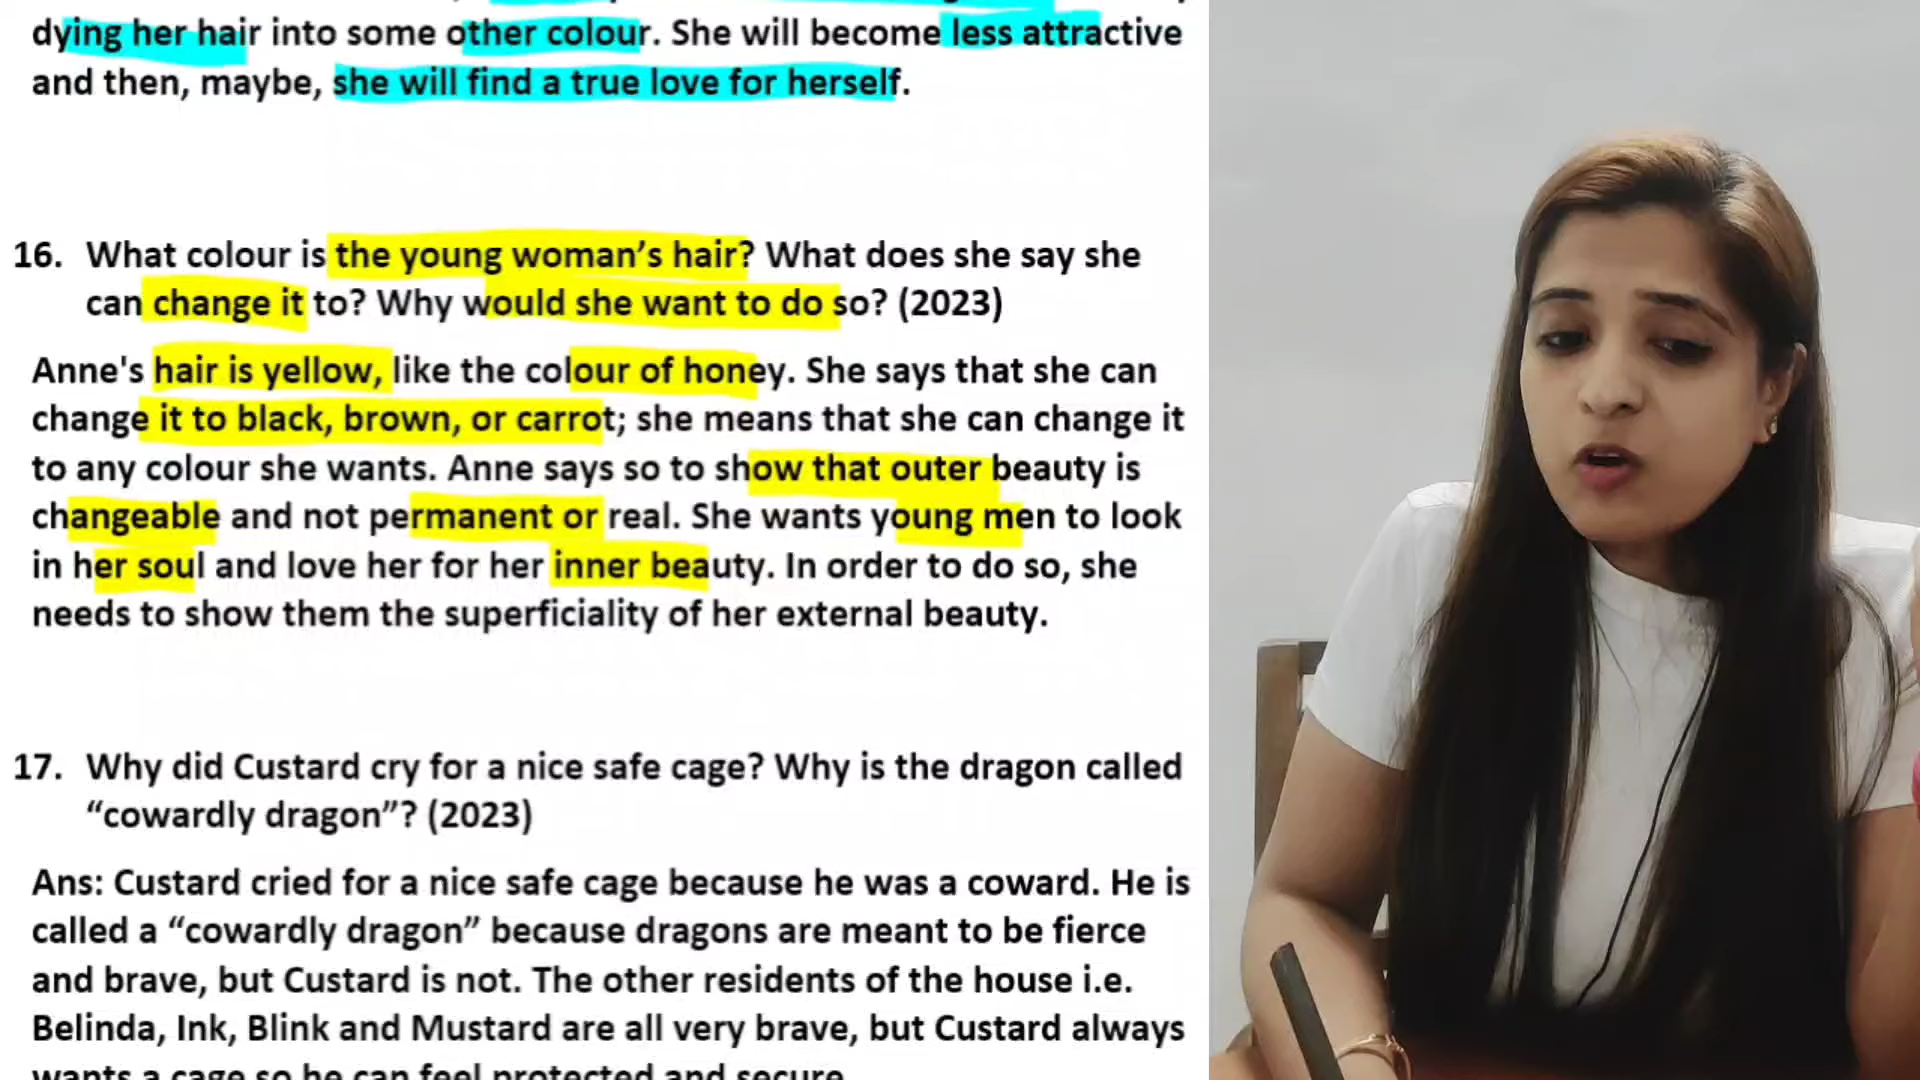 dying her hair into some other colour. She will become less attractive
and then, maybe, she will find a true love for herself.
16. What colour is the young woman’s hair? What does she say she
can change it to? Why would she want to do so? (2023)
Anne's hair is yellow, like the colour of honey. She says that she can
change it to black, brown, or carrot; she means that she can change it
to any colour she wants. Anne says so to show that outer beauty is
changeable and not permanent or real. She wants young men to look
in her soul and love her for her inner beauty. In order to do so, she
needs to show them the superficiality of her external beauty.
17. Why did Custard cry for a nice safe cage? Why is the dragon called
“cowardly dragon”? (2023)
Ans: Custard cried for a nice safe cage because he was a coward. He is
called a “cowardly dragon” because dragons are meant to be fierce
and brave, but Custard is not. The other residents of the house i.e.
Belinda, Ink, Blink and Mustard are all very brave, but Custard always
wants a cage so he can feel protected and secure.